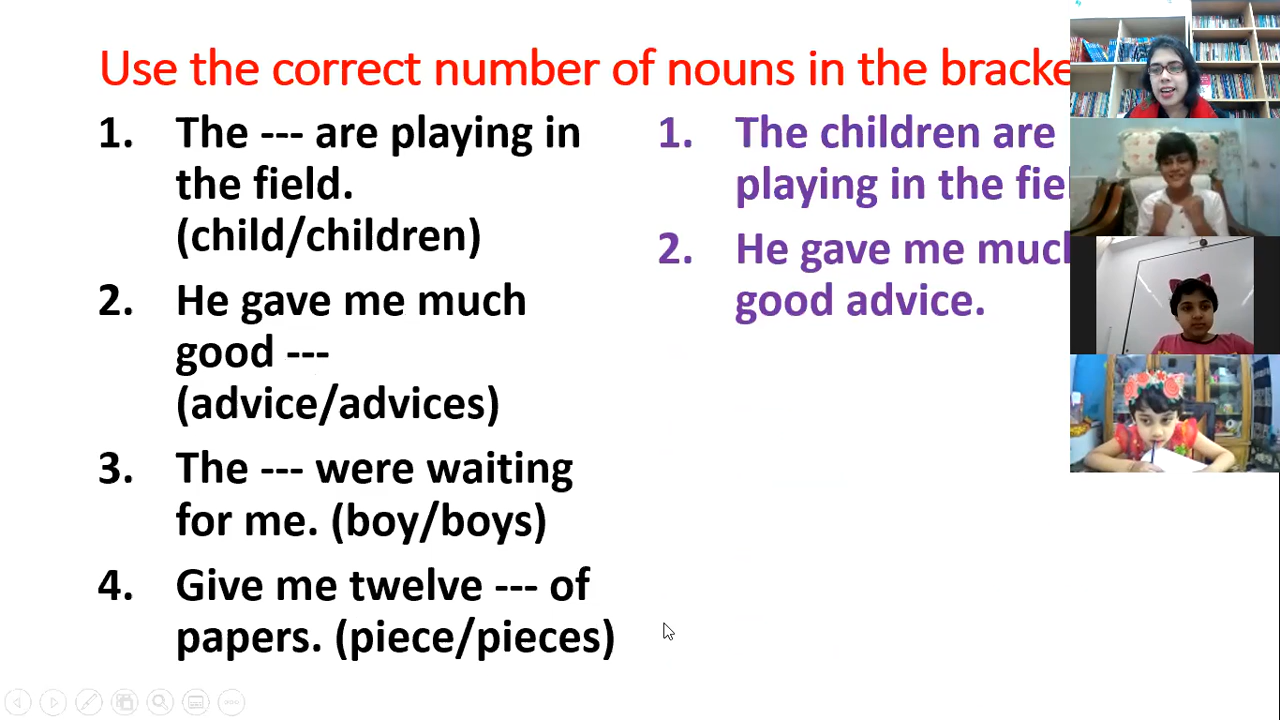 Use the correct number of nouns in the bracke
1. The --- are playing in
the field.
(child/children)
2. He gave me much
good ---
(advice/advices)
3. The --- were waiting
for me. (boy/boys)
4. Give me twelve --- of
papers. (piece/pieces)
1. The children are
playing in the fiel
2. He gave me much
good advice.